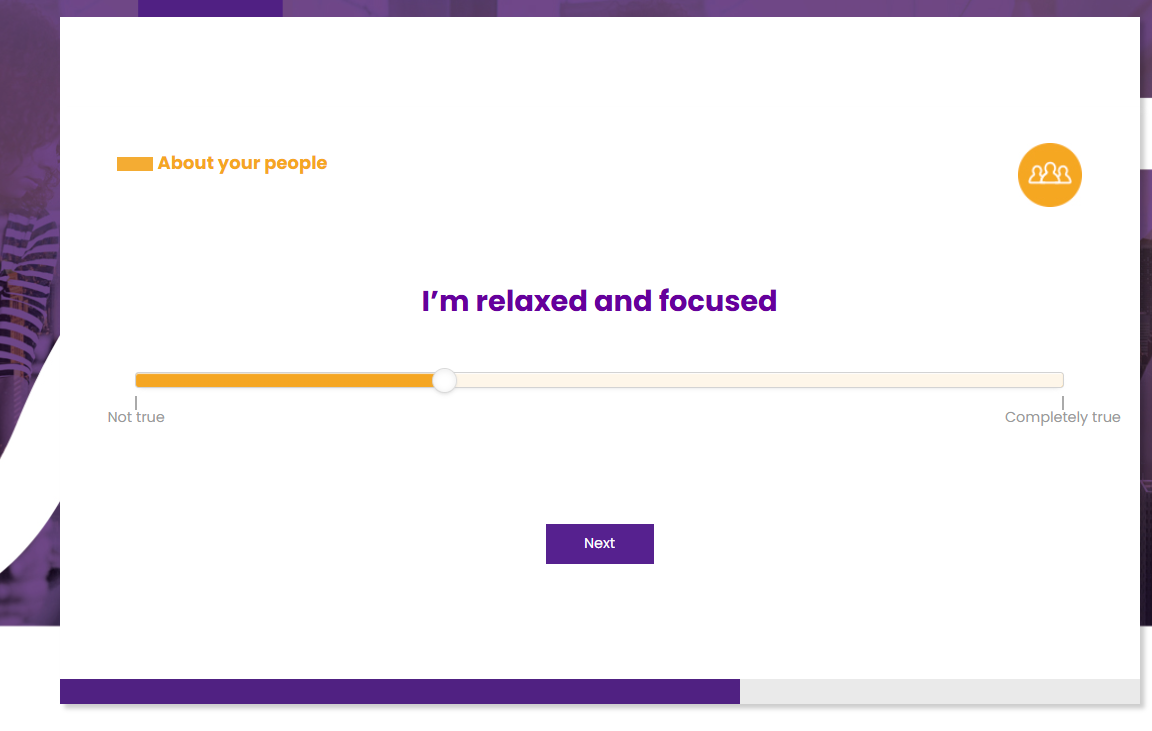 About your people
I’m relaxed and focused
Not true
Completely true
Next